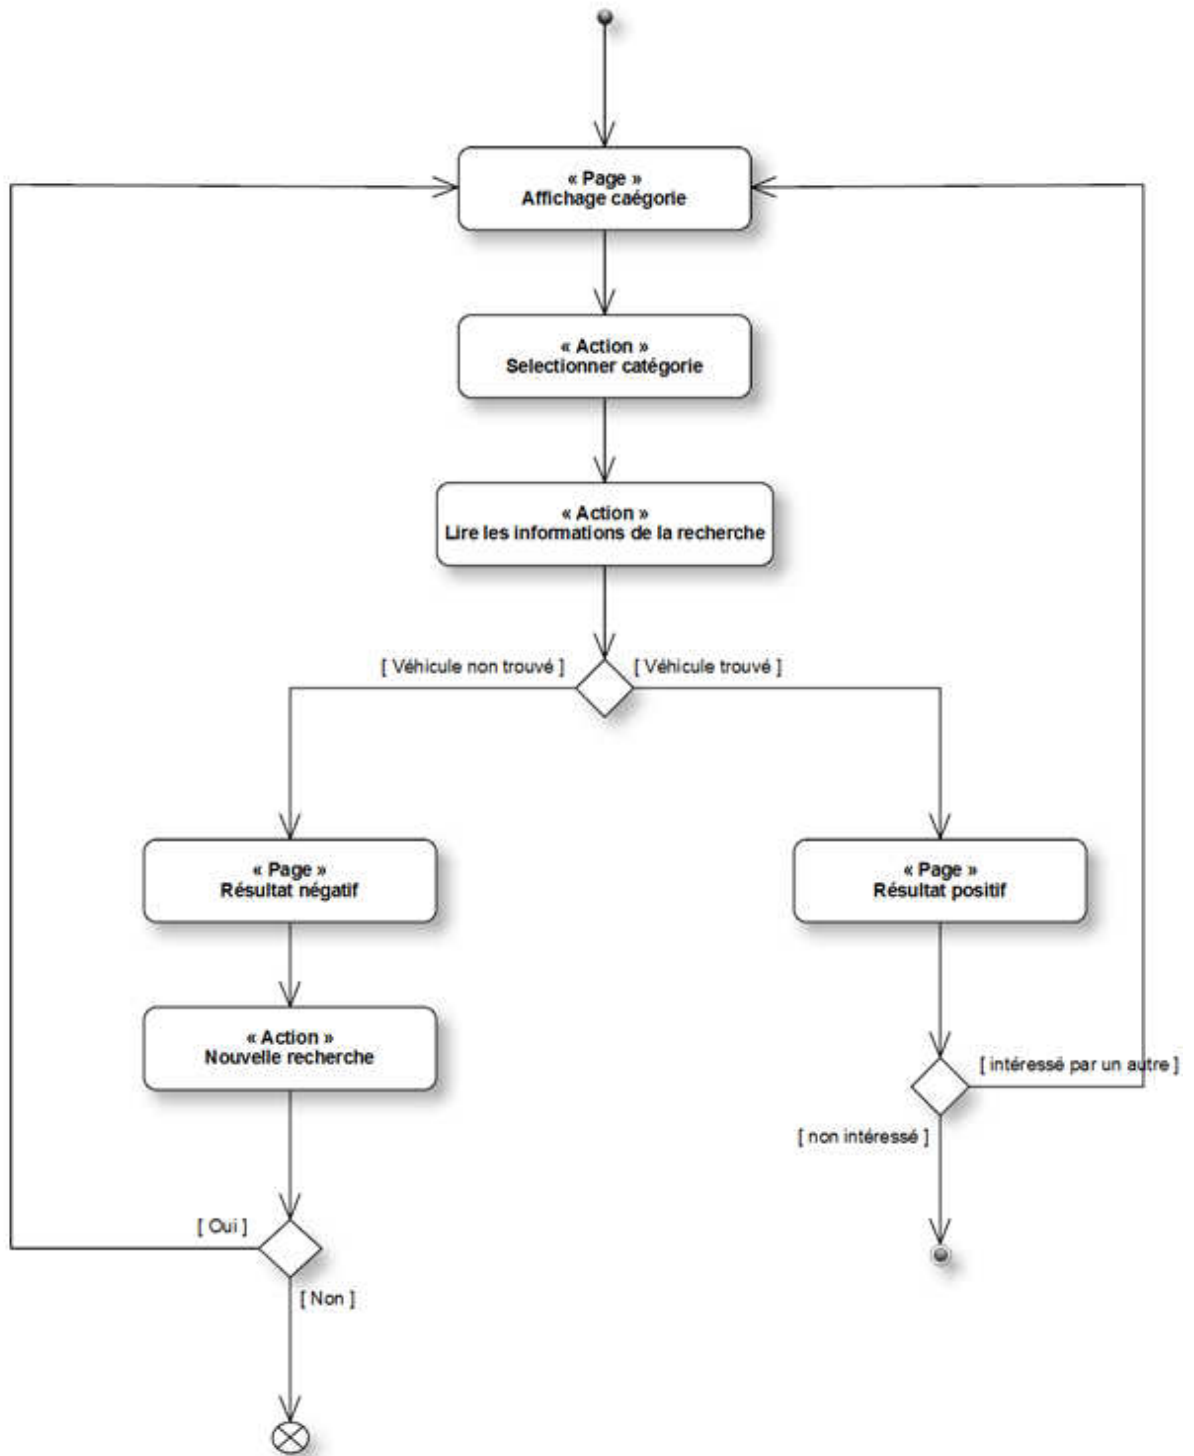 « Page »
Affichage caégorie
« Action »
Selectionner catégorie
« Action »
Lire les informations de la recherche
[ Véhicule non trouvé ]
[ Véhicule trouvé ]
« Page »
Résultat négatif
« Page »
Résultat positif
« Action »
Nouvelle recherche
[ intéressé par un autre ]
[ non intéressé ]
[ Oui ]
[ Non ]